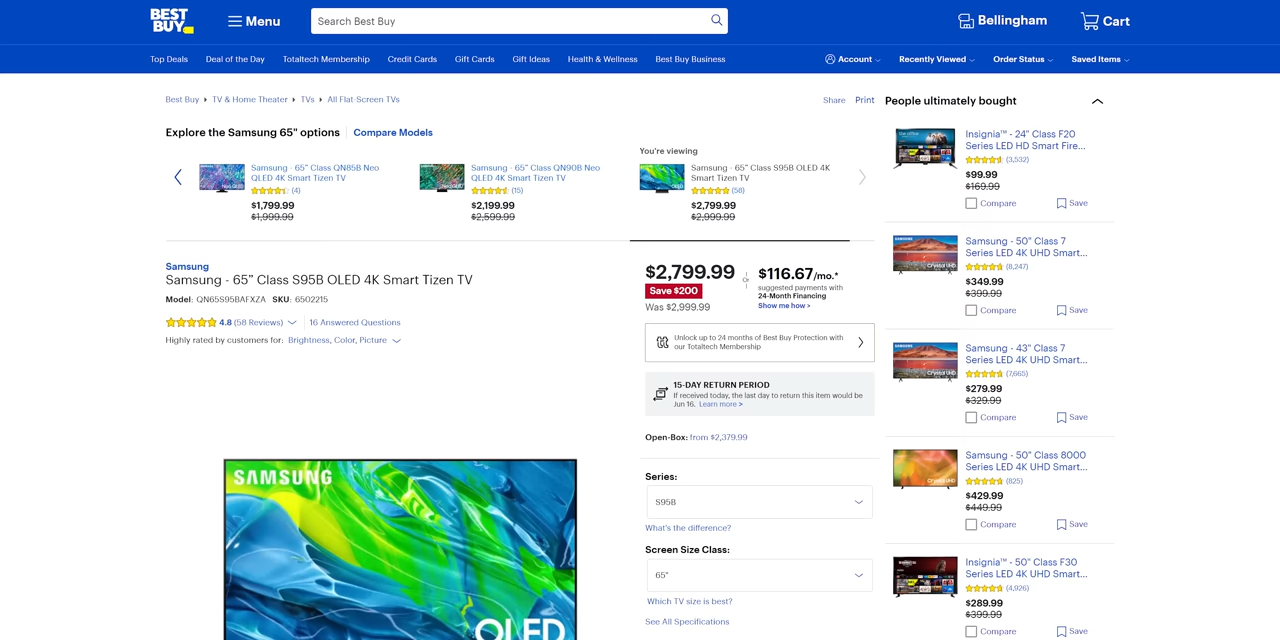 BEST BUY
Menu
Search Best Buy
Bellingham
Cart
Top Deals
Deal of the Day
Totaltech Membership
Credit Cards
Gift Cards
Gift Ideas
Health & Wellness
Best Buy Business
Account
Recently Viewed
Order Status
Saved Items
Best Buy
TV & Home Theater
TVs
All Flat-Screen TVs
Share
Print
Explore the Samsung 65" options
Compare Models
You're viewing
Samsung - 65" Class QN85B Neo
QLED 4K Smart Tizen TV
(4)
$1,799.99
$1,999.99
Samsung - 65" Class QN90B Neo
QLED 4K Smart Tizen TV
(15)
$2,199.99
$2,599.99
OLED
Samsung - 65" Class S95B OLED 4K
Smart Tizen TV
(58)
$2,799.99
$2,999.99
Samsung
Samsung - 65” Class S95B OLED 4K Smart Tizen TV
Model: QN65S95BAFXZA SKU: 6502215
4.8 (58 Reviews)
16 Answered Questions
Highly rated by customers for: Brightness, Color, Picture
SAMSUNG
OLED
$2,799.99
Save $200
Was $2,999.99
Or
$116.67/mo.*
suggested payments with
24-Month Financing
Show me how >
Unlock up to 24 months of Best Buy Protection with
our Totaltech Membership
15-DAY RETURN PERIOD
If received today, the last day to return this item would be
Jun 16. Learn more >
Open-Box: from $2,379.99
Series:
S95B
What's the difference?
Screen Size Class:
65"
Which TV size is best?
See All Specifications
People ultimately bought
Insignia™ - 24" Class F20
Series LED HD Smart Fire...
(3,532)
$99.99
$169.99
Compare
Save
SAMSUNG
Crystal UHD
Samsung - 50" Class 7
Series LED 4K UHD Smart...
(8,247)
$349.99
$399.99
Compare
Save
SAMSUNG
Crystal UHD
Samsung - 43" Class 7
Series LED 4K UHD Smart...
(7,665)
$279.99
$329.99
Compare
Save
Crystal UHD
Samsung - 50" Class 8000
Series LED 4K UHD Smart...
(825)
$429.99
$449.99
Compare
Save
Insignia™ - 50" Class F30
Series LED 4K UHD Smart...
(4,926)
$289.99
$399.99
Compare
Save